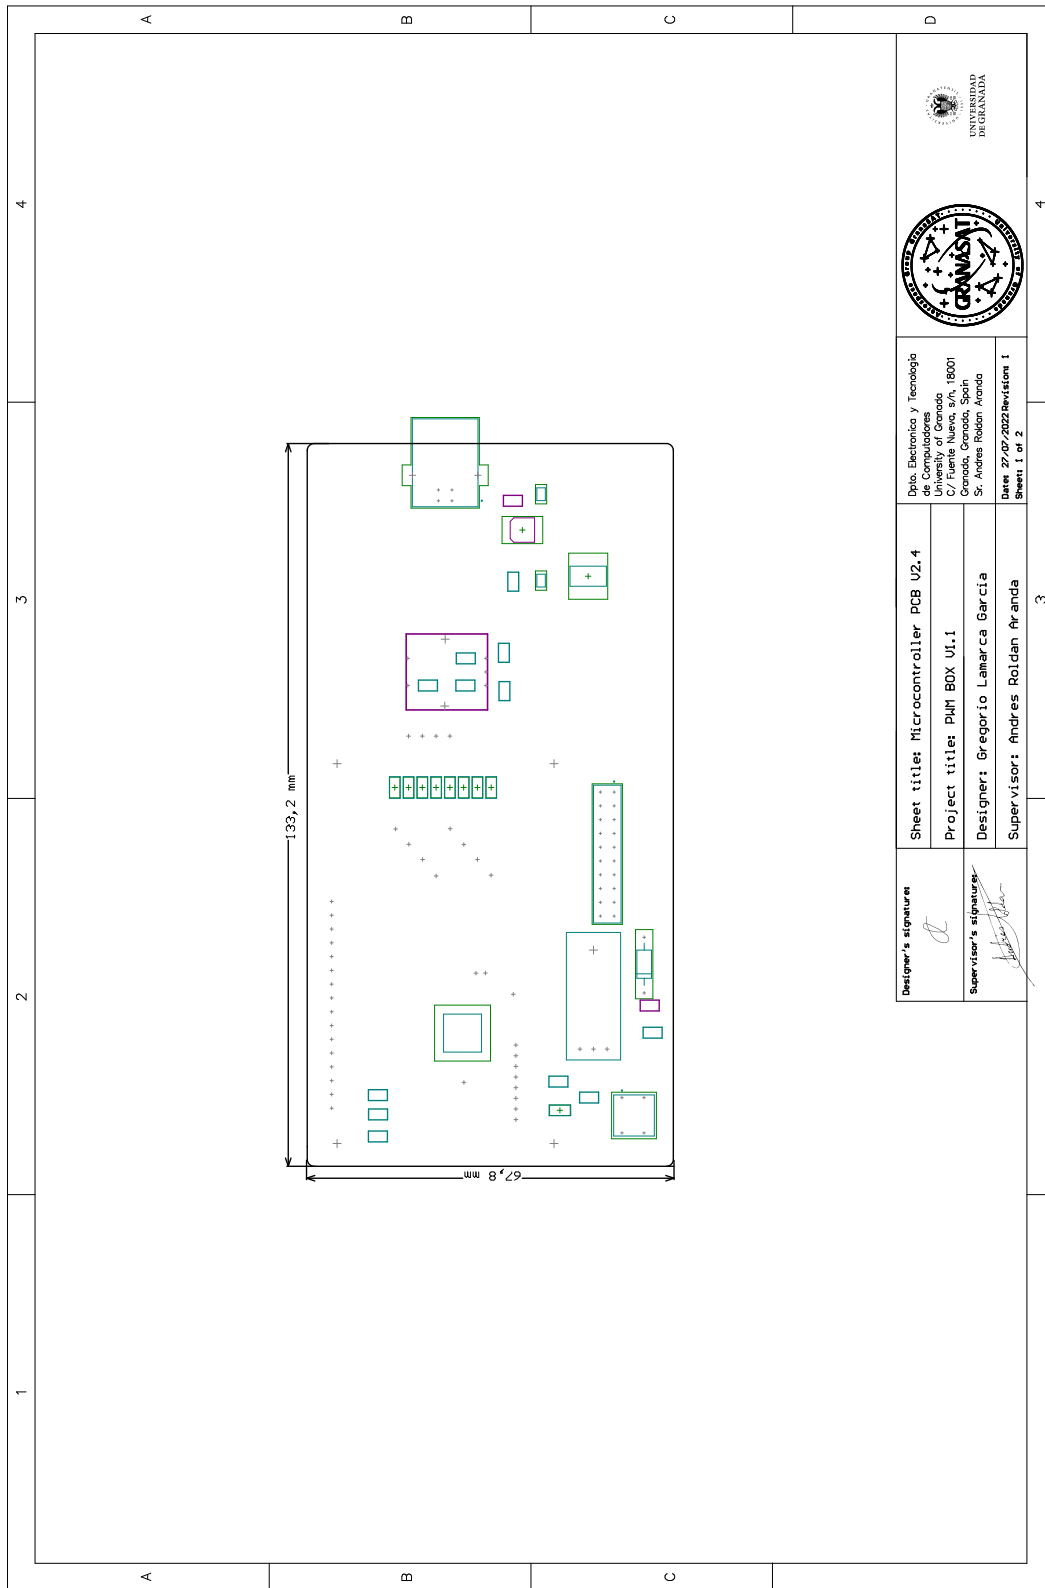 A
B
C
D
4
3
2
1
A
B
C
4
3
133,2 mm
67,8 mm
UNIVERSIDAD
DE GRANADA
GRANASAT
Dpto. Electronica y Tecnología
de Computadores
University of Granada
C/ Fuente Nueva, s/n, 18001
Granada, Granada, Spain
Sr. Andres Roldan Aranda
Date: 27/07/2022 Revision: 1
Sheet: 1 of 2
Sheet title: Microcontroller PCB V2.4
Project title: PWM BOX V1.1
Designer: Gregorio Lamarca Garcia
Supervisor: Andres Roldan Aranda
Designer's signature:
Supervisor's signature: